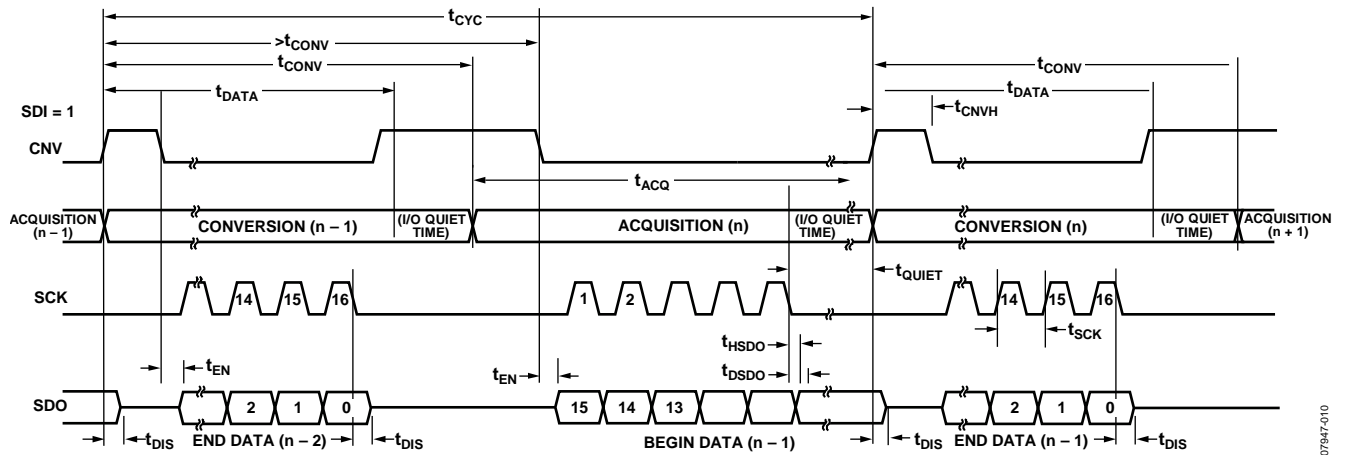 tCYC
>tCONV
tCONV
tCONV
tDATA
tDATA
SDI = 1
tCNVH
CNV
tACQ
ACQUISITION
(n – 1)
CONVERSION (n – 1)
(I/O QUIET
TIME)
ACQUISITION (n)
(I/O QUIET
TIME)
CONVERSION (n)
(I/O QUIET
TIME)
ACQUISITION
(n + 1)
tQUIET
SCK
14 15 16
1 2
14 15 16
tSCK
tHSDO
tEN
tEN
tDSDO
SDO
2 1 0
15 14 13
2 1 0
tDIS
END DATA (n – 2)
tDIS
BEGIN DATA (n – 1)
tDIS
END DATA (n – 1)
tDIS
07947-010